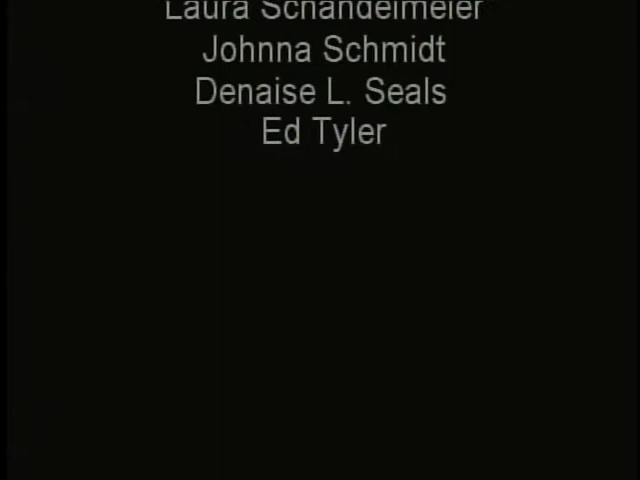 Laura Schandelmeier
Johnna Schmidt
Denaise L. Seals
Ed Tyler